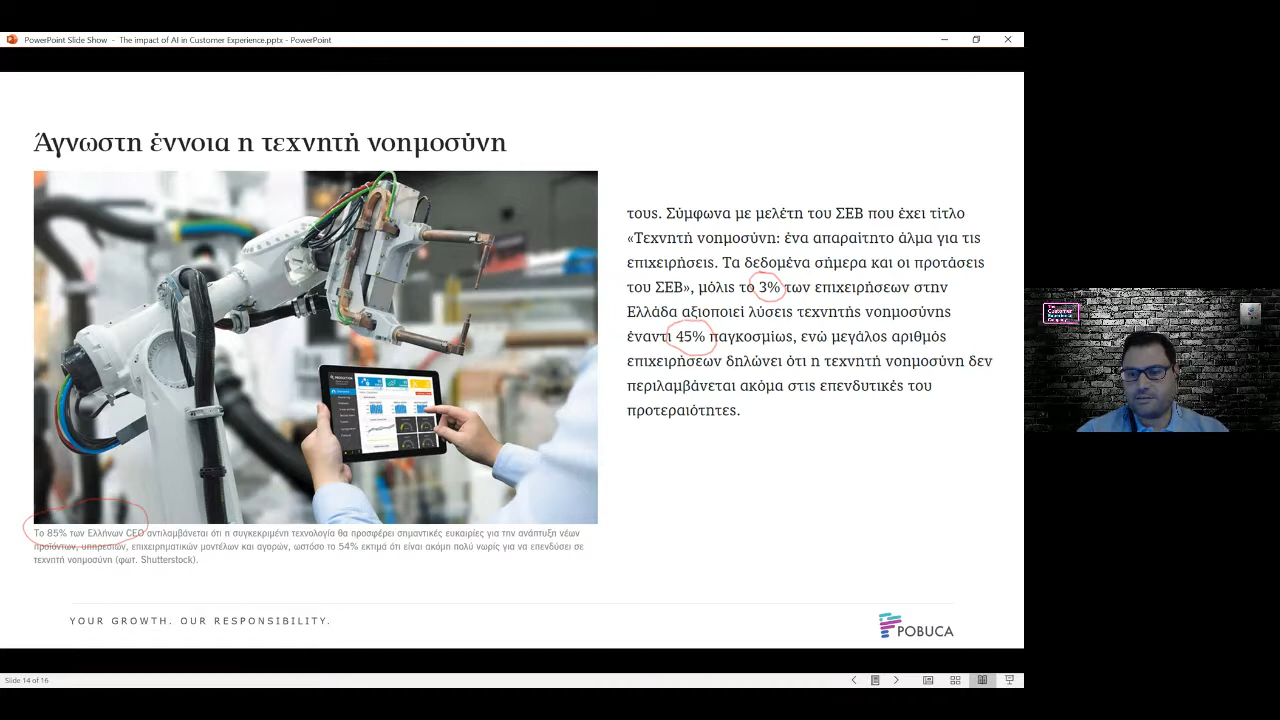 PowerPoint Slide Show - The impact of AI in Customer Experience.pptx - PowerPoint
Άγνωστη έννοια η τεχνητή νοημοσύνη
τους. Σύμφωνα με μελέτη του ΣΕΒ που έχει τίτλο
«Τεχνητή νοημοσύνη: ένα απαραίτητο άλμα για τις
επιχειρήσεις. Τα δεδομένα σήμερα και οι προτάσεις
του ΣΕΒ», μόλις το 3% των επιχειρήσεων στην
Ελλάδα αξιοποιεί λύσεις τεχνητής νοημοσύνης
έναντι 45% παγκοσμίως, ενώ μεγάλος αριθμός
επιχειρήσεων δηλώνει ότι η τεχνητή νοημοσύνη δεν
περιλαμβάνεται ακόμα στις επενδυτικές του
προτεραιότητες.
Το 85% των Ελλήνων CEO αντιλαμβάνεται ότι η συγκεκριμένη τεχνολογία θα προσφέρει σημαντικές ευκαιρίες για την ανάπτυξη νέων
προϊόντων, υπηρεσιών, επιχειρηματικών μοντέλων και αγορών, ωστόσο το 54% εκτιμά ότι είναι ακόμη πολύ νωρίς για να επενδύσει σε
τεχνητή νοημοσύνη (φωτ. Shutterstock).
YOUR GROWTH. OUR RESPONSIBILITY.
POBUCA
Slide 14 of 16